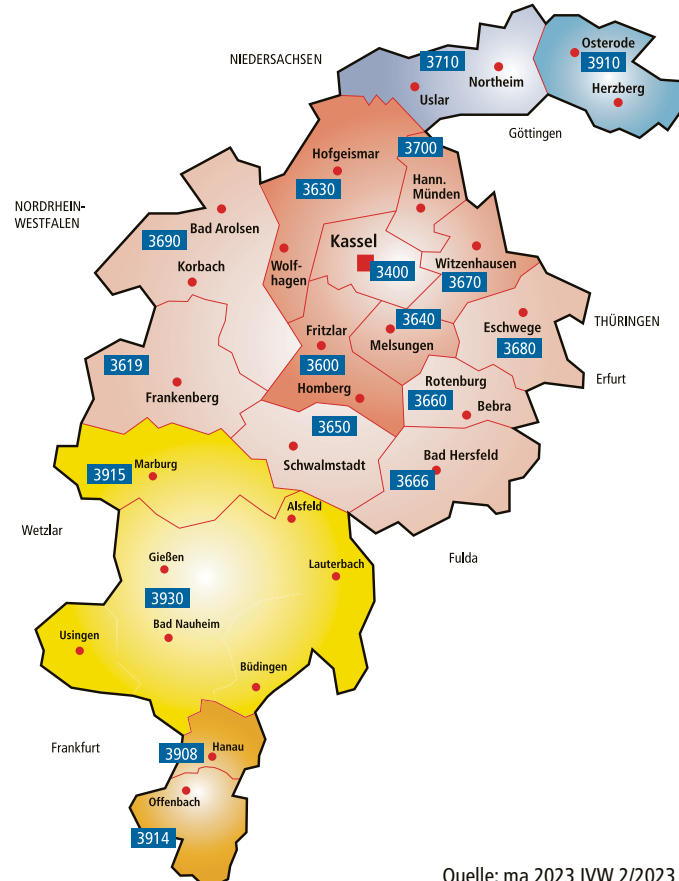 Osterode
NIEDERSACHSEN
3710
3910
Northeim
Uslar
Herzberg
Göttingen
3700
Hofgeismar
3630
Hann.
Münden
NORDRHEIN-
WESTFALEN
3690
Bad Arolsen
Kassel
3400
Wolf-
hagen
Witzenhausen
3670
Korbach
3640
Fritzlar
Melsungen
Eschwege
3680
THÜRINGEN
3619
3600
Frankenberg
Homberg
Rotenburg
3660
Bebra
Erfurt
3650
Schwalmstadt
Bad Hersfeld
3666
3915
Marburg
Alsfeld
Wetzlar
Gießen
Lauterbach
Fulda
3930
Bad Nauheim
Usingen
Büdingen
Frankfurt
3908
Hanau
Offenbach
3914
Quelle: ma 2023 IVW 2/2023